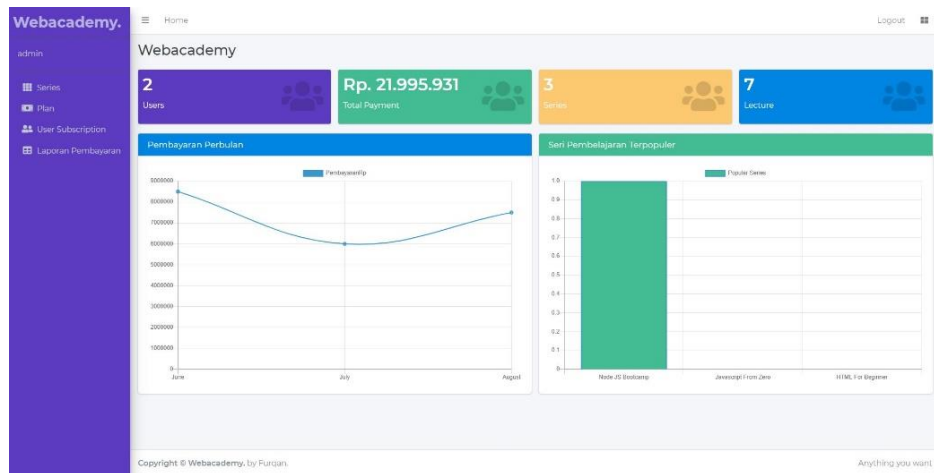 Webacademy.
Home
Logout
admin
Series
Plan
User Subscription
Laporan Pembayaran
Webacademy
2
Users
Rp. 21.995.931
Total Payment
3
Series
7
Lecture
Pembayaran Perbulan
PembayaranRp
9000000
8000000
7000000
6000000
5000000
4000000
3000000
2000000
1000000
0
June
July
August
Seri Pembelajaran Terpopuler
Popular Series
1.0
0.9
0.8
0.7
0.6
0.5
0.4
0.3
0.2
0.1
0
Node JS Bootcamp
Javascript From Zero
HTML For Beginner
Copyright © Webacademy. by Furqun.
Anything you want